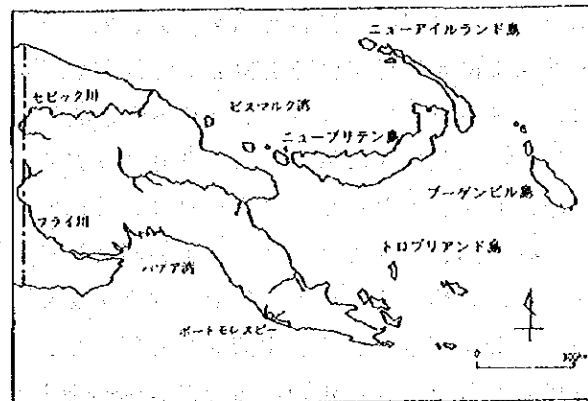 ニューアイルランド島
セピック川
ビスマルク湾
ニューブリテン島
ブーゲンビル島
フライ川
トロブリアンド島
パプア湾
ポートモレスビー
0